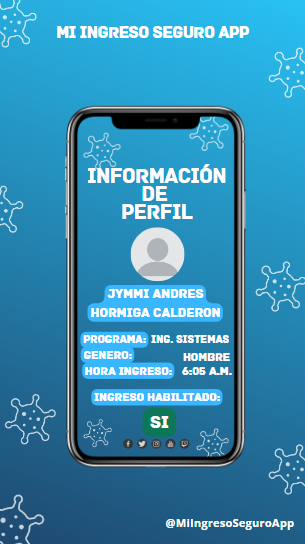 MI INGRESO SEGURO APP
INFORMACIÓN
DE
PERFIL
JYMMI ANDRES
HORMIGA CALDERON
PROGRAMA: ING. SISTEMAS
GENERO: HOMBRE
HORA INGRESO: 6:05 A.M.
INGRESO HABILITADO:
SI
@MiIngresoSeguroApp